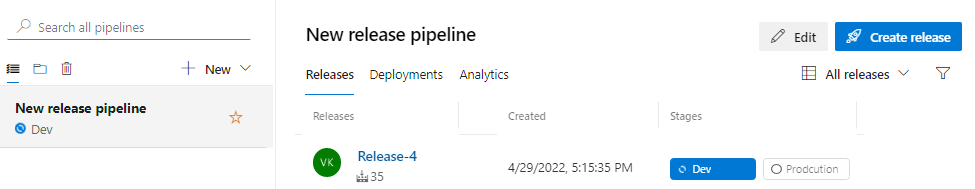 Search all pipelines
New
New release pipeline
Dev
New release pipeline
Edit
Create release
Releases
Deployments
Analytics
All releases
Releases
Created
Stages
VK
Release-4
35
4/29/2022, 5:15:35 PM
Dev
Prodcution